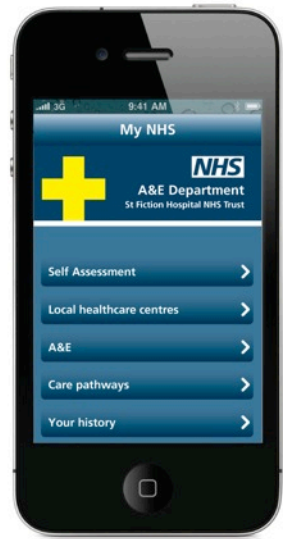 3G 9:41 AM
My NHS
NHS
A&E Department
St Fiction Hospital NHS Trust
Self Assessment
Local healthcare centres
A&E
Care pathways
Your history